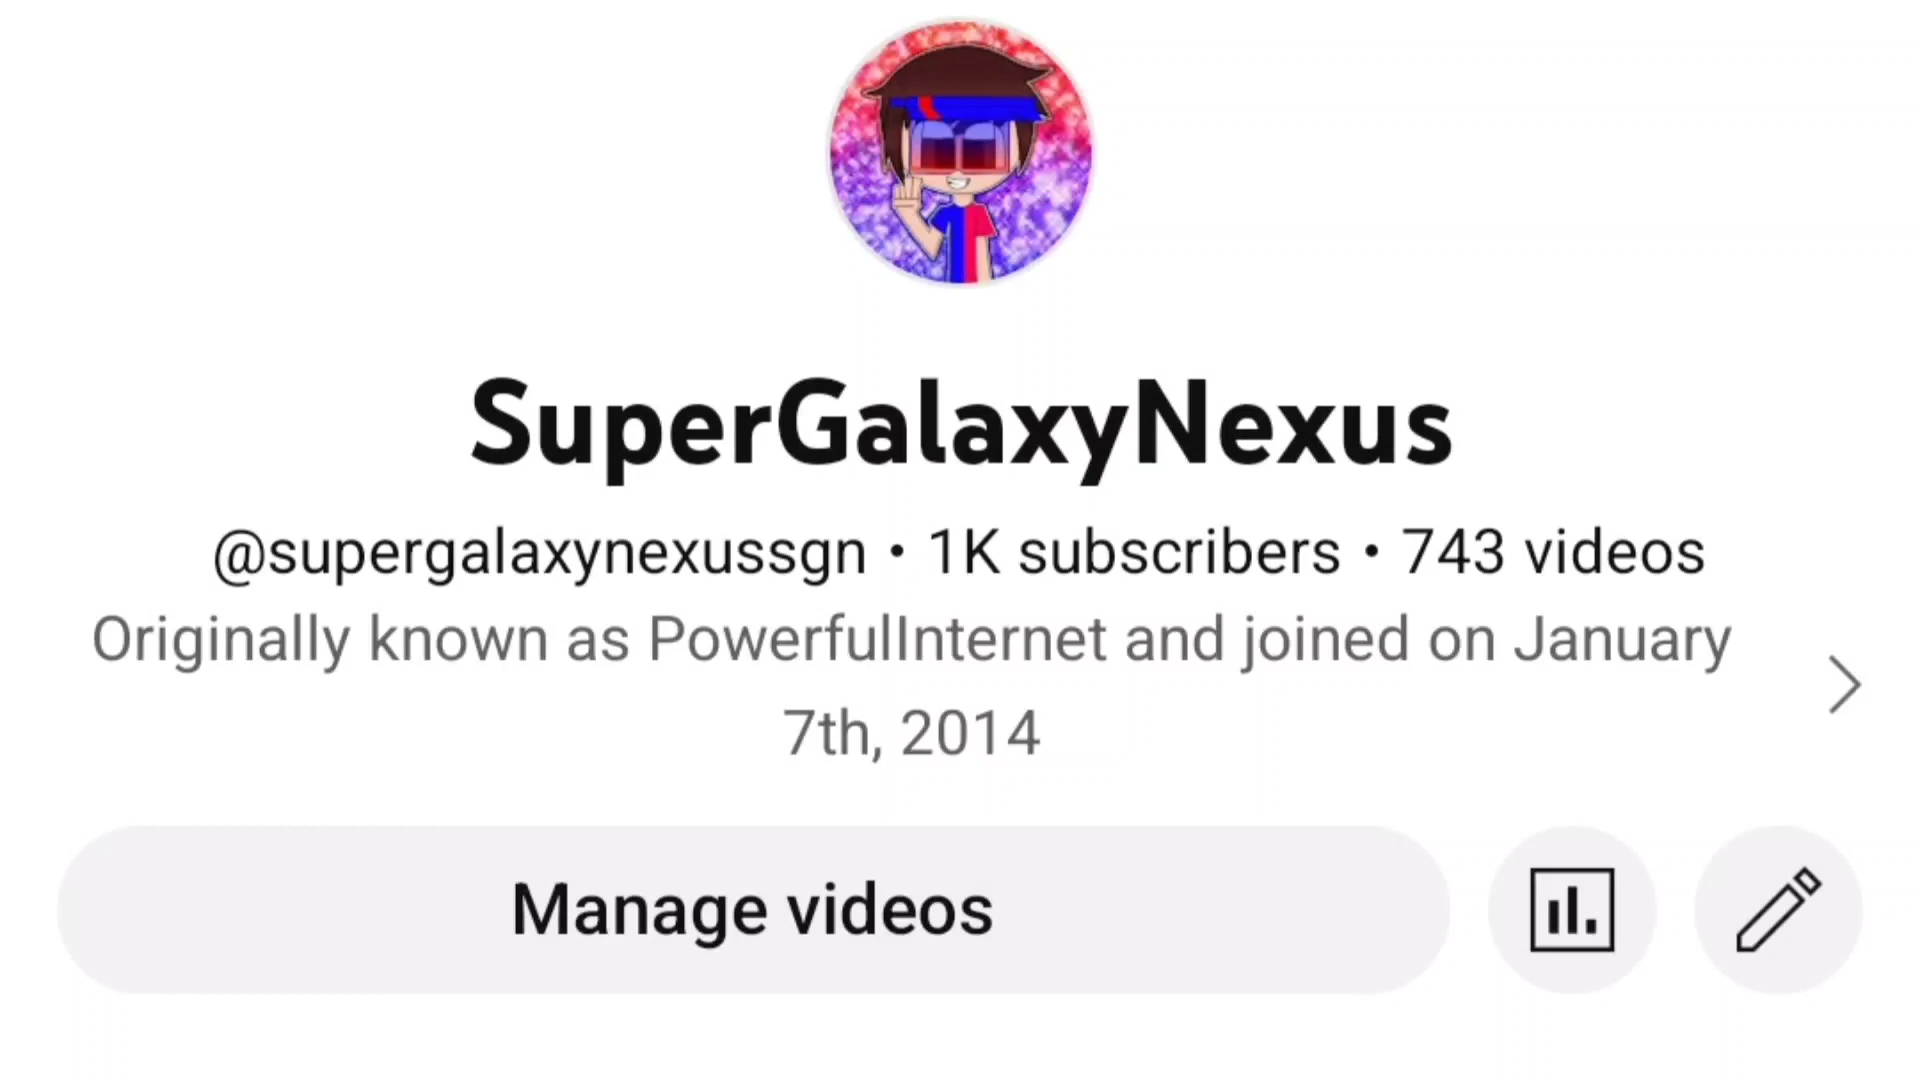 SuperGalaxyNexus
@supergalaxynexussgn • 1K subscribers • 743 videos
Originally known as PowerfulInternet and joined on January
7th, 2014
Manage videos